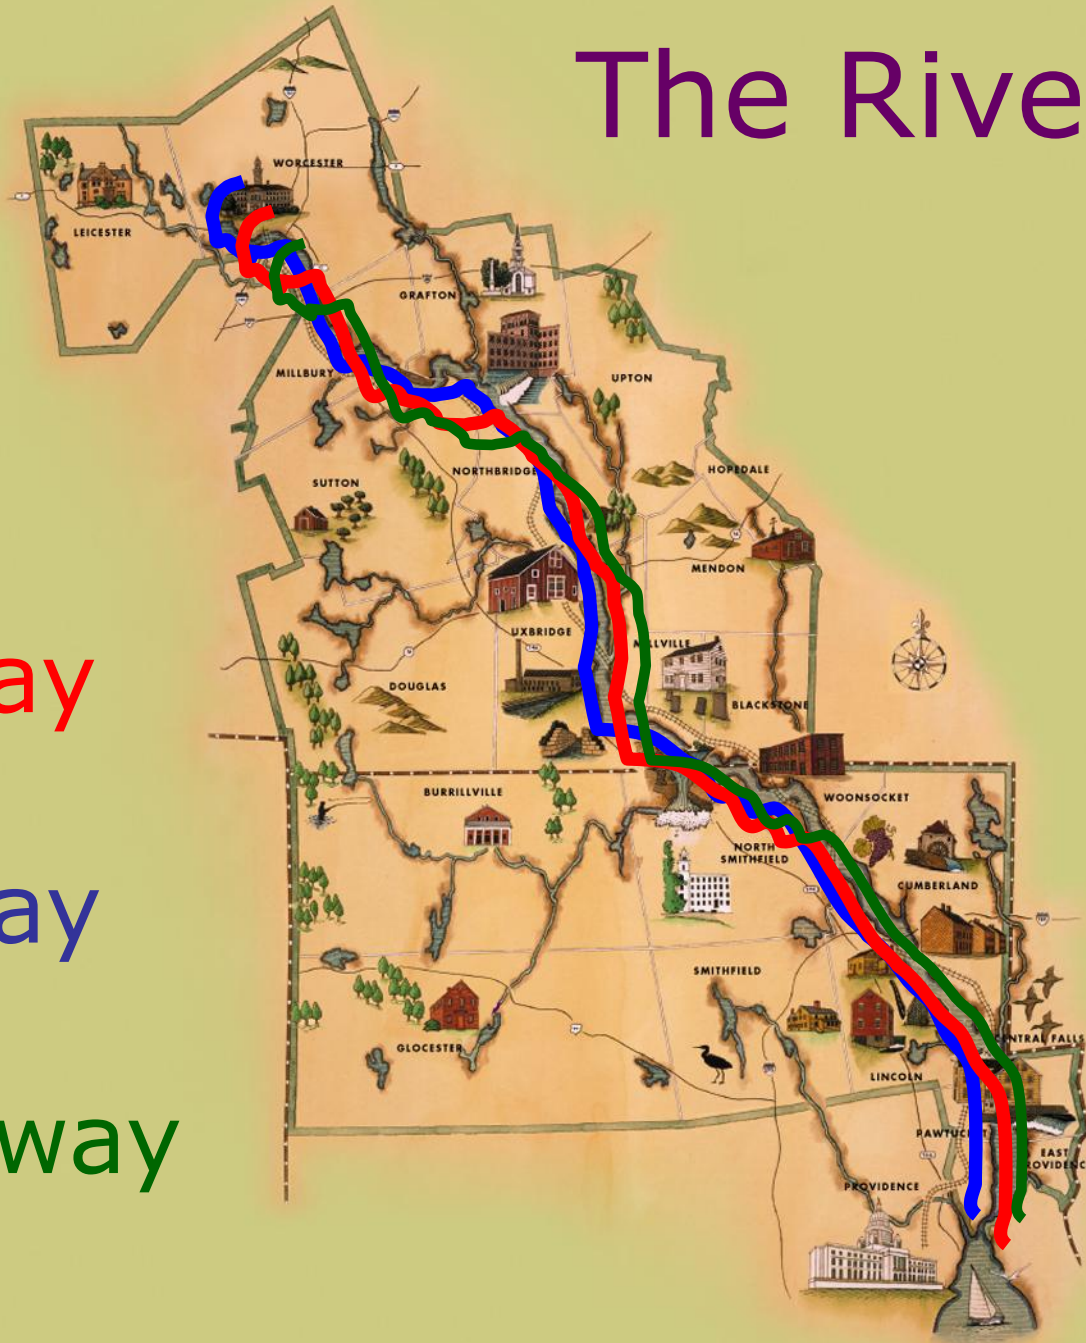 The Rive
WORCESTER
LEICESTER
GRAFTON
MILLBURY
UPTON
NORTHBRIDGE
HOPEDALE
SUTTON
MENDON
UXBRIDGE
MILLVILLE
ay
DOUGLAS
BLACKSTONE
BURRILLVILLE
WOONSOCKET
NORTH
SMITHFIELD
CUMBERLAND
ay
SMITHFIELD
GLOCESTER
CENTRAL FALLS
LINCOLN
way
PAWTUCKET
EAST
PROVIDENC
PROVIDENCE